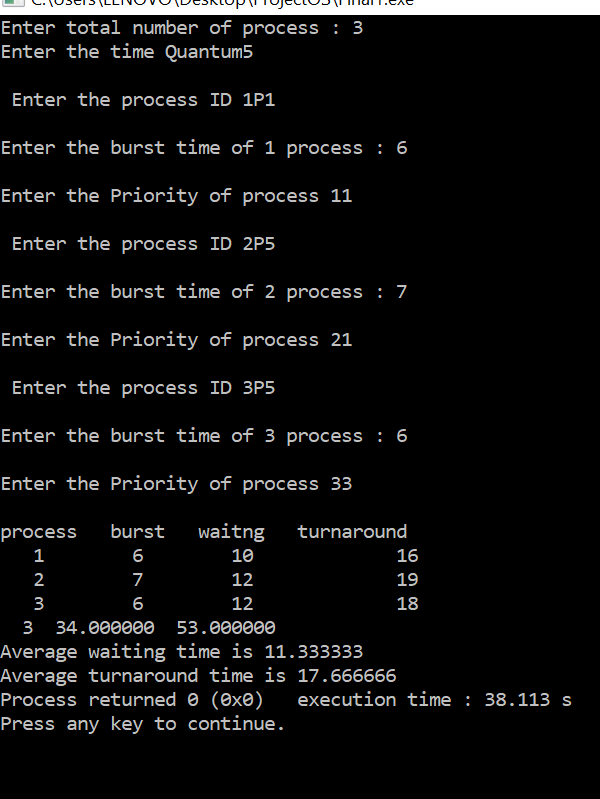 C:\Users\LENOVO\Desktop\ProjectOS\Final1.exe
Enter total number of process : 3
Enter the time Quantum5
Enter the process ID 1P1
Enter the burst time of 1 process : 6
Enter the Priority of process 11
Enter the process ID 2P5
Enter the burst time of 2 process : 7
Enter the Priority of process 21
Enter the process ID 3P5
Enter the burst time of 3 process : 6
Enter the Priority of process 33
process burst waitng turnaround
1 6 10 16
2 7 12 19
3 6 12 18
3 34.000000 53.000000
Average waiting time is 11.333333
Average turnaround time is 17.666666
Process returned 0 (0x0) execution time : 38.113 s
Press any key to continue.